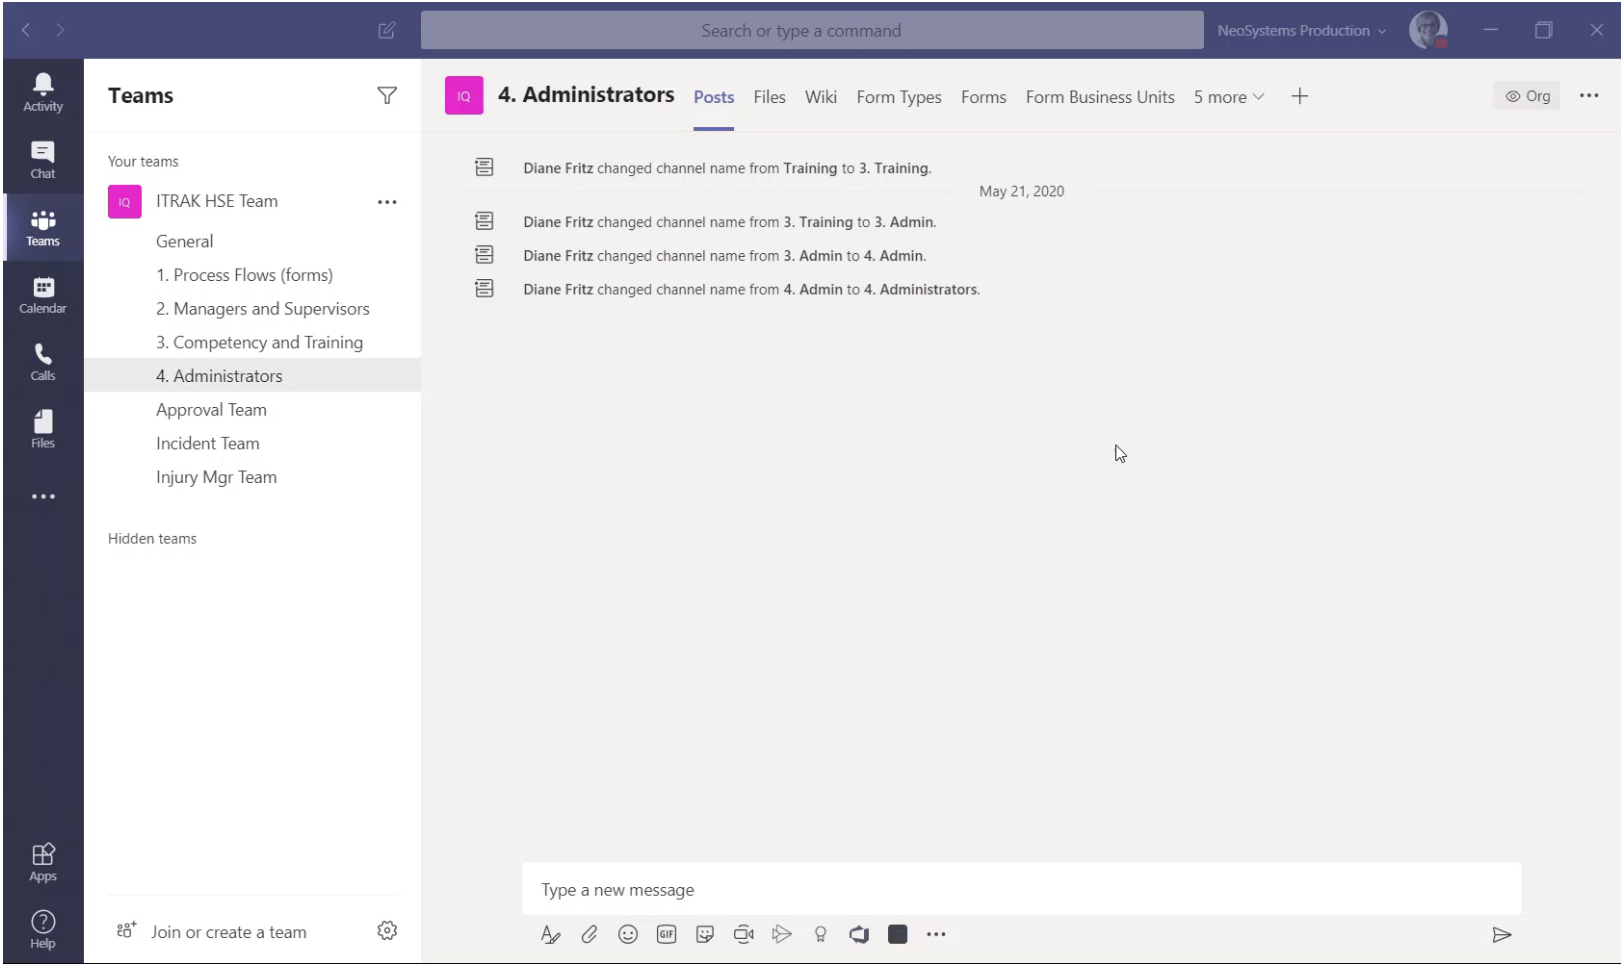 Search or type a command
NeoSystems Production
Activity
Chat
Teams
Calendar
Calls
Files
Apps
Help
Teams
Your teams
IQ ITRAK HSE Team
General
1. Process Flows (forms)
2. Managers and Supervisors
3. Competency and Training
4. Administrators
Approval Team
Incident Team
Injury Mgr Team
Hidden teams
Join or create a team
IQ 4. Administrators Posts Files Wiki Form Types Forms Form Business Units 5 more Org
Diane Fritz changed channel name from Training to 3. Training.
May 21, 2020
Diane Fritz changed channel name from 3. Training to 3. Admin.
Diane Fritz changed channel name from 3. Admin to 4. Admin.
Diane Fritz changed channel name from 4. Admin to 4. Administrators.
Type a new message
GIF